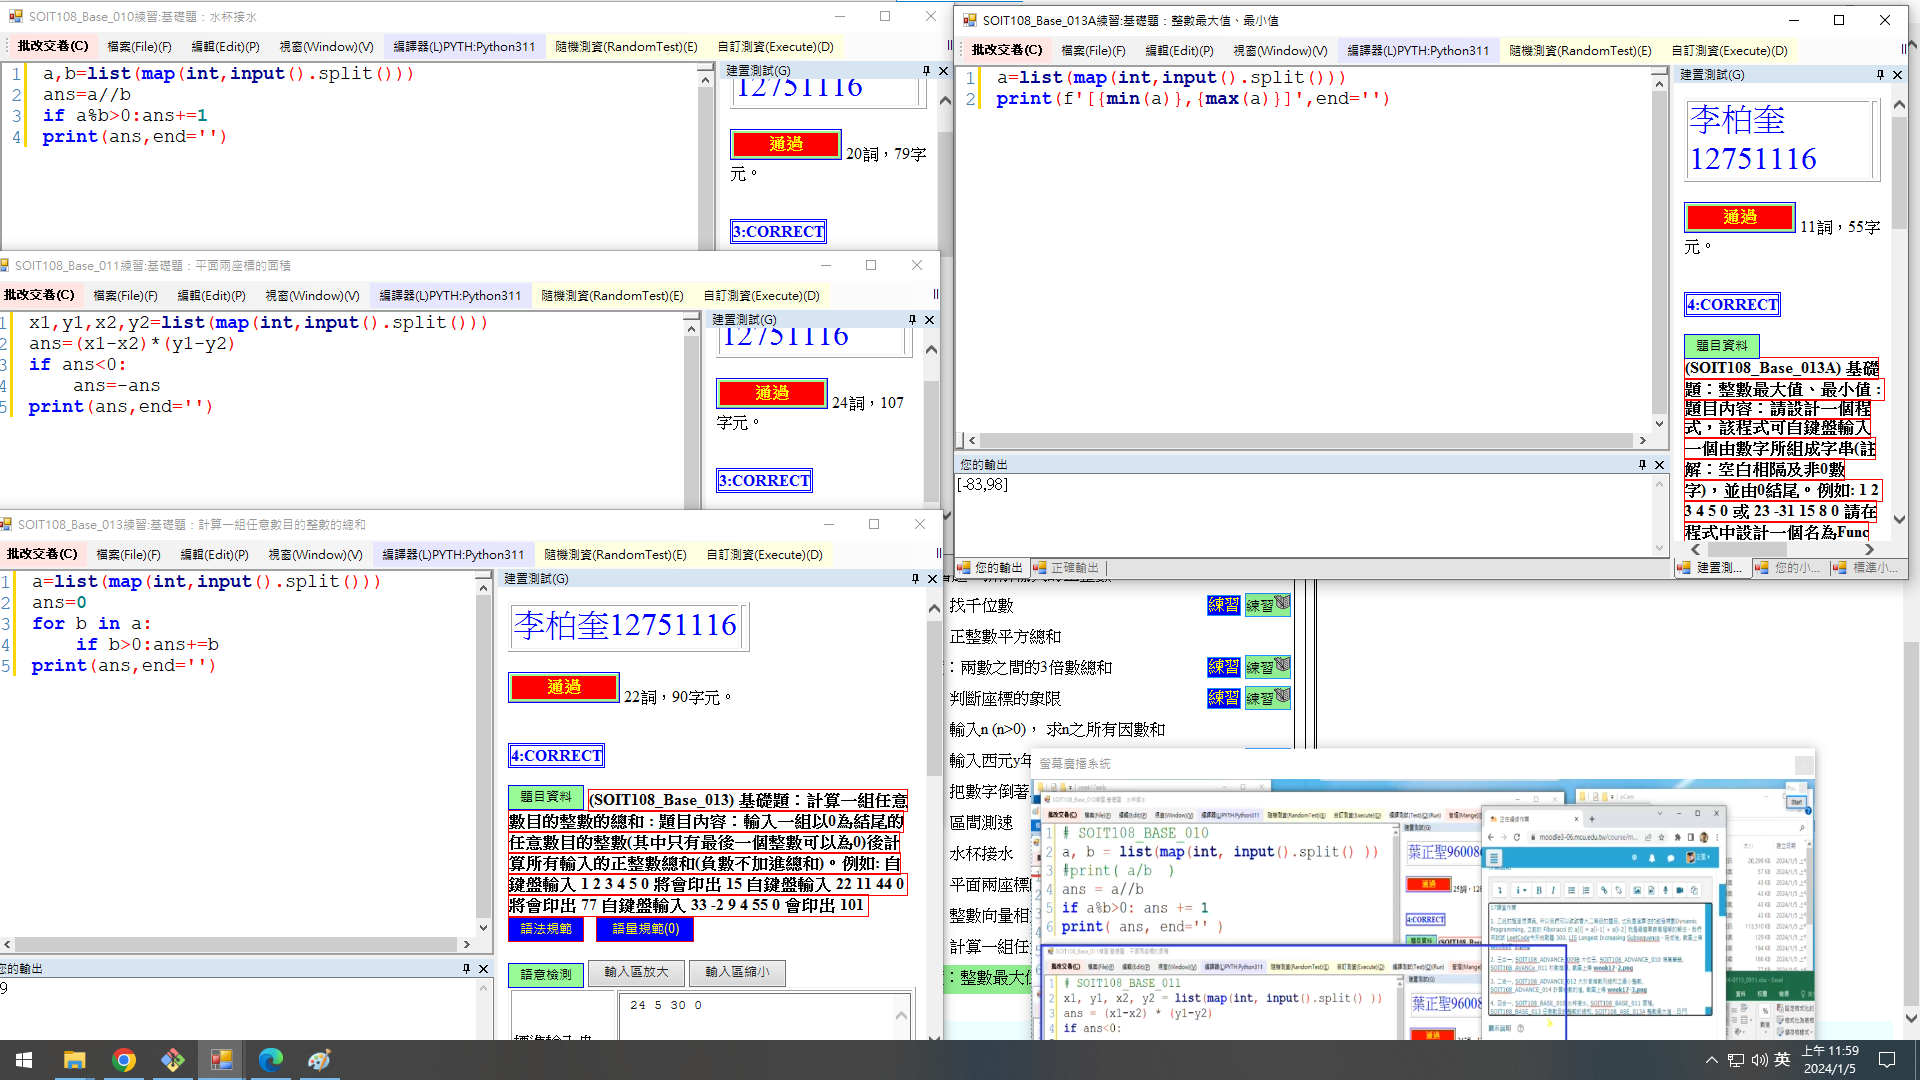 SOIT108_Base_010練習:基礎題：水杯接水
批改交卷(C) 檔案(File)(F) 編輯(Edit)(P) 視窗(Window)(V) 編譯器(L)PYTH:Python311 隨機測資(RandomTest)(E) 自訂測資(Execute)(D)
1 a,b=list(map(int,input().split()))
2 ans=a//b
3 if a%b>0:ans+=1
4 print(ans,end='')
建置測試(G)
12751116
通過 20詞，79字
元。
3:CORRECT
SOIT108_Base_011練習:基礎題：平面兩座標的面積
批改交卷(C) 檔案(File)(F) 編輯(Edit)(P) 視窗(Window)(V) 編譯器(L)PYTH:Python311 隨機測資(RandomTest)(E) 自訂測資(Execute)(D)
1 x1,y1,x2,y2=list(map(int,input().split()))
2 ans=(x1-x2)*(y1-y2)
3 if ans<0:
4 ans=-ans
5 print(ans,end='')
建置測試(G)
12751116
通過 24詞，107
字元。
3:CORRECT
SOIT108_Base_013練習:基礎題：計算一組任意數目的整數的總和
批改交卷(C) 檔案(File)(F) 編輯(Edit)(P) 視窗(Window)(V) 編譯器(L)PYTH:Python311 隨機測資(RandomTest)(E) 自訂測資(Execute)(D)
1 a=list(map(int,input().split()))
2 ans=0
3 for b in a:
4 if b>0:ans+=b
5 print(ans,end='')
您的輸出
9
建置測試(G)
李柏奎12751116
通過 22詞，90字元。
4:CORRECT
題目資料 (SOIT108_Base_013) 基礎題：計算一組任意
數目的整數的總和 : 題目內容：輸入一組以0為結尾的
任意數目的整數(其中只有最後一個整數可以為0)後計
算所有輸入的正整數總和(負數不加進總和)。例如: 自
鍵盤輸入 1 2 3 4 5 0 將會印出 15 自鍵盤輸入 22 11 44 0
將會印出 77 自鍵盤輸入 33 -2 9 4 55 0 會印出 101
語法規範 語量規範(0)
語意檢測 輸入區放大 輸入區縮小
24 5 30 0
SOIT108_Base_013A練習:基礎題：整數最大值、最小值
批改交卷(C) 檔案(File)(F) 編輯(Edit)(P) 視窗(Window)(V) 編譯器(L)PYTH:Python311 隨機測資(RandomTest)(E) 自訂測資(Execute)(D)
1 a=list(map(int,input().split()))
2 print(f'[{min(a)},{max(a)}]',end='')
您的輸出
[-83,98]
您的輸出 正確輸出
建置測試(G)
李柏奎
12751116
通過 11詞，55字
元。
4:CORRECT
題目資料
(SOIT108_Base_013A) 基礎
題：整數最大值、最小值 :
題目內容：請設計一個程
式，該程式可自鍵盤輸入
一個由數字所組成字串(註
解：空白相隔及非0數
字)，並由0結尾。例如: 1 2
3 4 5 0 或 23 -31 15 8 0 請在
程式中設計一個名為Func
建置測... 您的小... 標準小...
找千位數 練習 練習
正整數平方總和
：兩數之間的3倍數總和 練習 練習
判斷座標的象限 練習 練習
輸入n (n>0)， 求n之所有因數和
輸入西元y年
把數字倒著
區間測速
水杯接水
平面兩座標
整數向量相
計算一組任
：整數最大值
螢幕廣播系統
SOIT108_Base_010練習:基礎題：水杯接水
1 # SOIT108_BASE_010
2 a, b = list(map(int, input().split() ))
3 #print( a/b )
4 ans = a//b
5 if a%b>0: ans += 1
6 print( ans, end='' )
葉正聖960086
通過
4:CORRECT
1 # SOIT108_BASE_011
2 x1, y1, x2, y2 = list(map(int, input().split() ))
3 ans = (x1-x2) * (y1-y2)
4 if ans<0:
葉正聖96008
Start
moodle3-06.mcu.edu.tw/course/m...
英
上午 11:59
2024/1/5